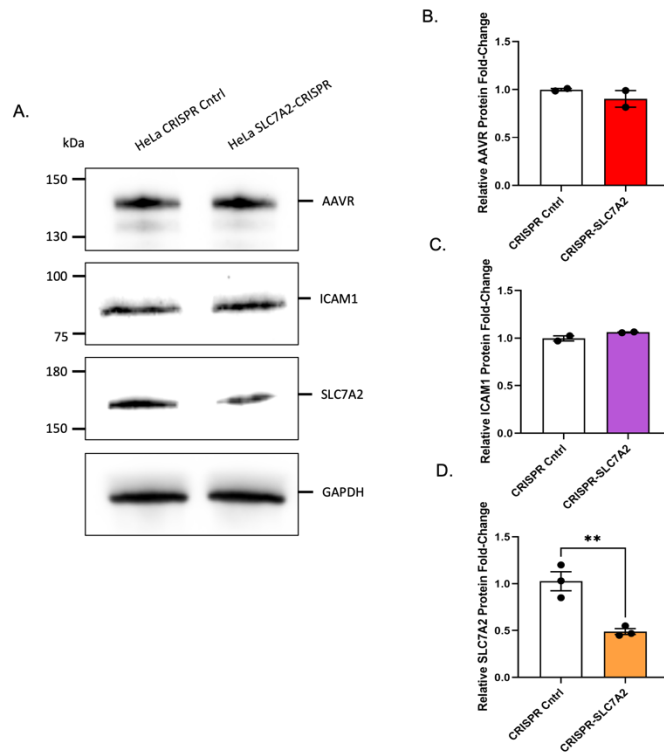 A.
kDa
HeLa CRISPR Cntrl
HeLa SLC7A2-CRISPR
150
130
AAVR
100
75
ICAM1
180
150
SLC7A2
GAPDH
B.
Relative AAVR Protein Fold-Change
1.5
1.0
0.5
0.0
CRISPR Cntrl
CRISPR-SLC7A2
C.
Relative ICAM1 Protein Fold-Change
1.5
1.0
0.5
0.0
CRISPR Cntrl
CRISPR-SLC7A2
D.
Relative SLC7A2 Protein Fold-Change
1.5
1.0
0.5
0.0
**
CRISPR Cntrl
CRISPR-SLC7A2